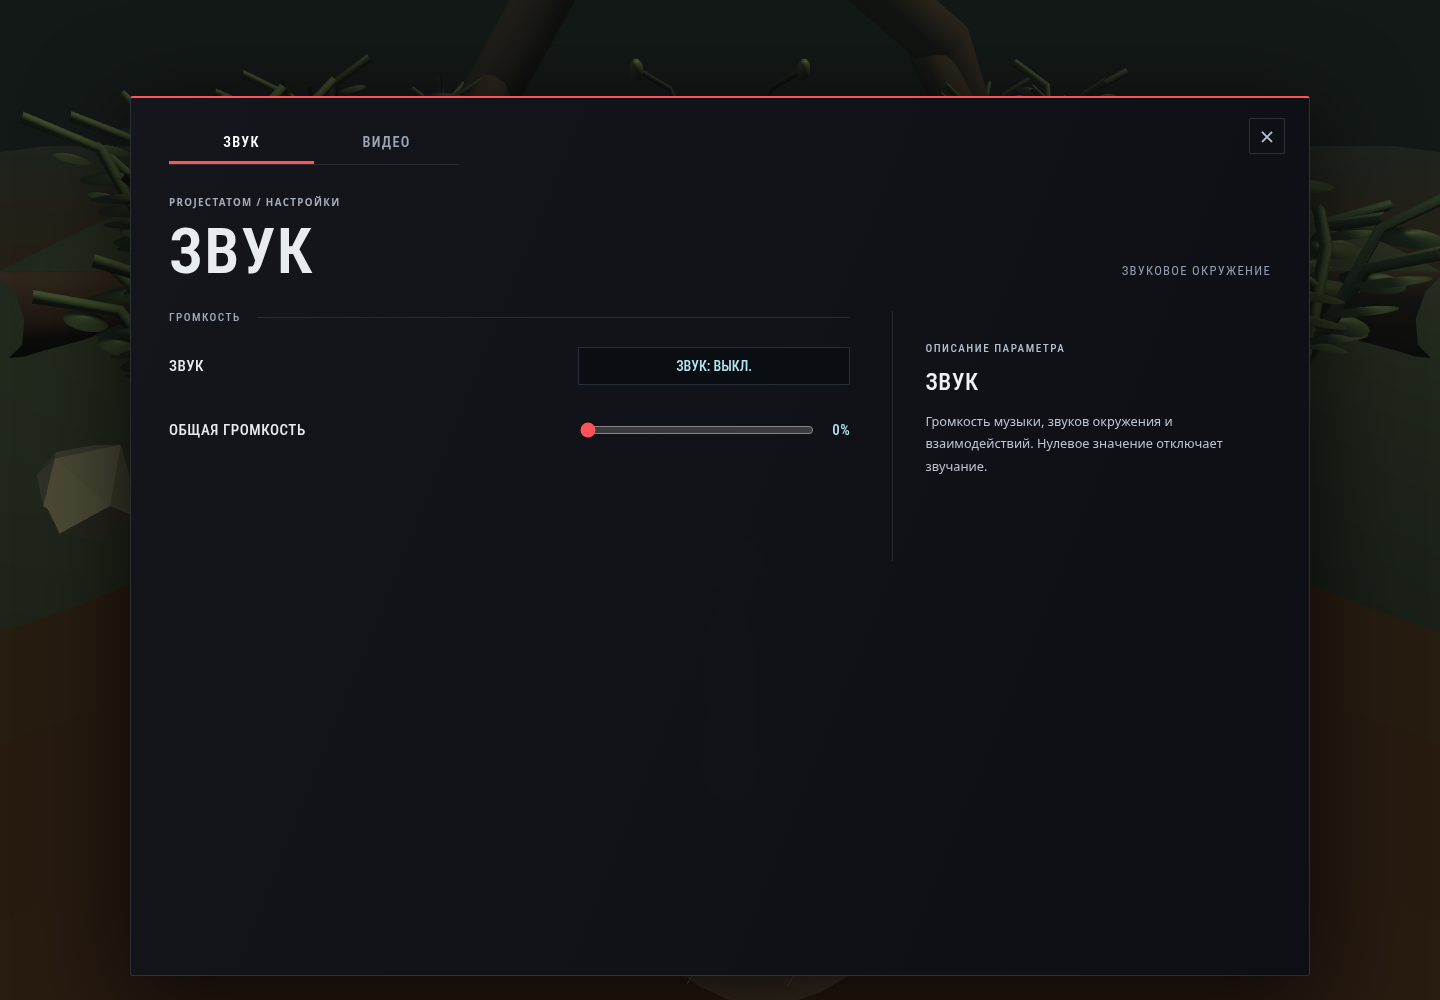 ЗВУК
ВИДЕО
PROJECTATOM / НАСТРОЙКИ
ЗВУК
ЗВУКОВОЕ ОКРУЖЕНИЕ
ГРОМКОСТЬ
ЗВУК
ЗВУК: ВЫКЛ.
ОБЩАЯ ГРОМКОСТЬ
0%
ОПИСАНИЕ ПАРАМЕТРА
ЗВУК
Громкость музыки, звуков окружения и
взаимодействий. Нулевое значение отключает
звучание.